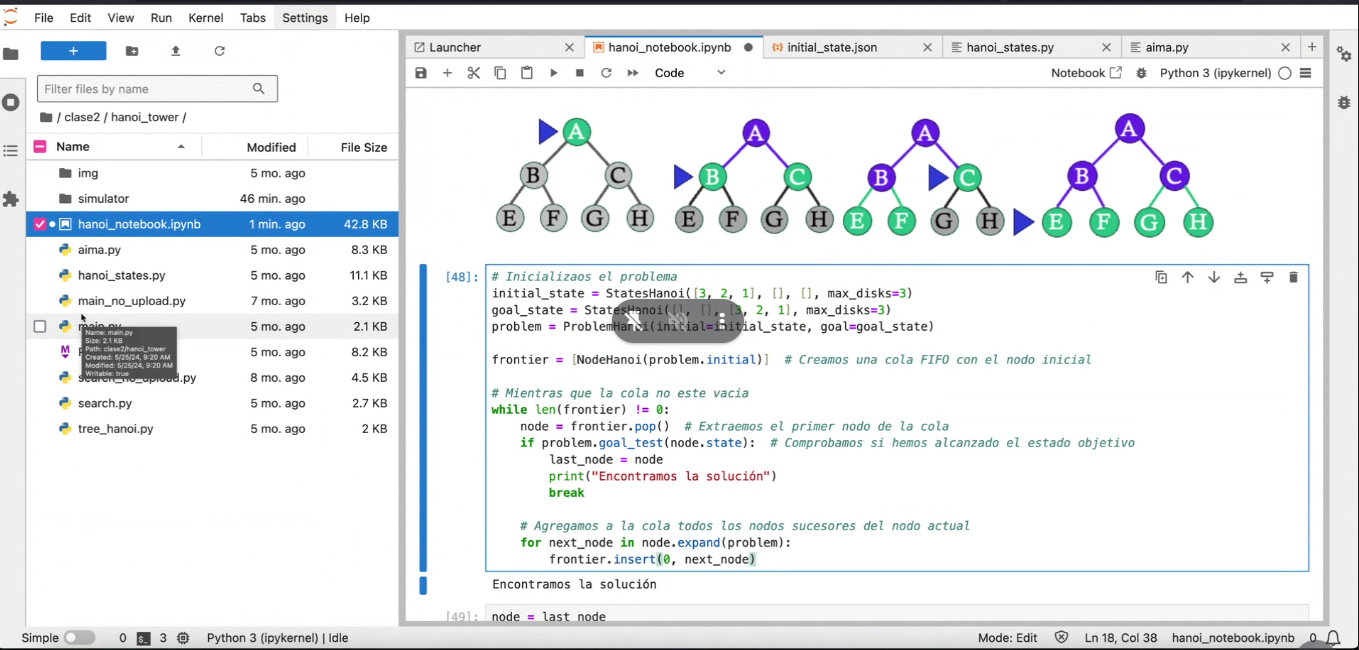 File Edit View Run Kernel Tabs Settings Help
Filter files by name
/ clase2 / hanoi_tower /
Name Modified File Size
img 5 mo. ago
simulator 46 min. ago
hanoi_notebook.ipynb 1 min. ago 42.8 KB
aima.py 5 mo. ago 8.3 KB
hanoi_states.py 5 mo. ago 11.1 KB
main_no_upload.py 7 mo. ago 3.2 KB
main.py 5 mo. ago 2.1 KB
Name: main.py
Size: 2.1 KB
Path: clase2/hanoi_tower
Created: 5/25/24, 9:20 AM
Modified: 5/25/24, 9:20 AM
Writable: true
5 mo. ago 8.2 KB
search_no_upload.py 8 mo. ago 4.5 KB
search.py 5 mo. ago 2.7 KB
tree_hanoi.py 5 mo. ago 2 KB
Launcher hanoi_notebook.ipynb initial_state.json hanoi_states.py aima.py
Code Notebook Python 3 (ipykernel)
A A A A
B C B C B C B C
E F G H E F G H E F G H E F G H
[48]: # Inicializaos el problema
initial_state = StatesHanoi([3, 2, 1], [], [], max_disks=3)
goal_state = StatesHanoi([], [], [3, 2, 1], max_disks=3)
problem = ProblemHanoi(initial=initial_state, goal=goal_state)
frontier = [NodeHanoi(problem.initial)]  # Creamos una cola FIFO con el nodo inicial
# Mientras que la cola no este vacia
while len(frontier) != 0:
node = frontier.pop()  # Extraemos el primer nodo de la cola
if problem.goal_test(node.state):  # Comprobamos si hemos alcanzado el estado objetivo
last_node = node
print("Encontramos la solución")
break
# Agregamos a la cola todos los nodos sucesores del nodo actual
for next_node in node.expand(problem):
frontier.insert(0, next_node)
Encontramos la solución
[49]: node = last_node
Simple 0 3 Python 3 (ipykernel) | Idle Mode: Edit Ln 18, Col 38 hanoi_notebook.ipynb 0